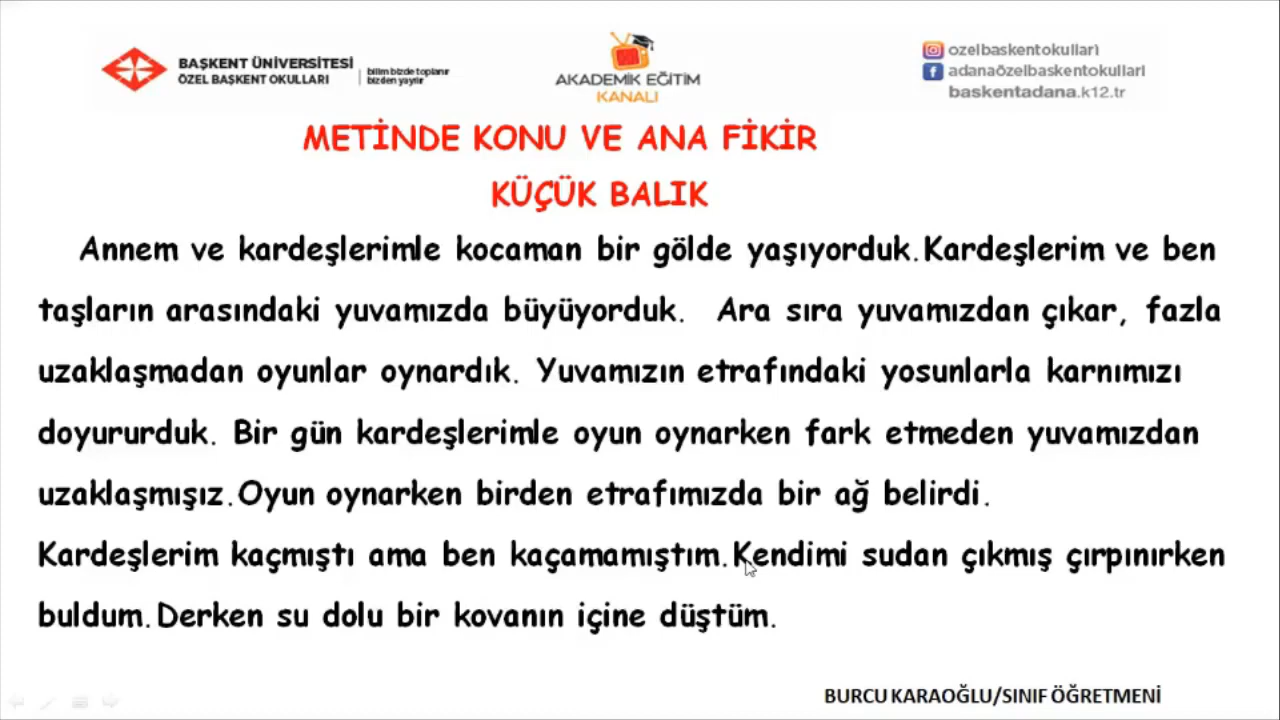 BAŞKENT ÜNİVERSİTESİ
ÖZEL BAŞKENT OKULLARI
bilim bizde toplanır
bizden yayılır
AKADEMİK EĞİTİM
KANALI
ozelbaskentokullari
adanaözelbaskentokullari
baskentadana.k12.tr
METİNDE KONU VE ANA FİKİR
KÜÇÜK BALIK
Annem ve kardeşlerimle kocaman bir gölde yaşıyorduk.Kardeşlerim ve ben
taşların arasındaki yuvamızda büyüyorduk. Ara sıra yuvamızdan çıkar, fazla
uzaklaşmadan oyunlar oynardık. Yuvamızın etrafındaki yosunlarla karnımızı
doyururduk. Bir gün kardeşlerimle oyun oynarken fark etmeden yuvamızdan
uzaklaşmışız.Oyun oynarken birden etrafımızda bir ağ belirdi.
Kardeşlerim kaçmıştı ama ben kaçamamıştım.Kendimi sudan çıkmış çırpınırken
buldum.Derken su dolu bir kovanın içine düştüm.
BURCU KARAOĞLU/SINIF ÖĞRETMENİ